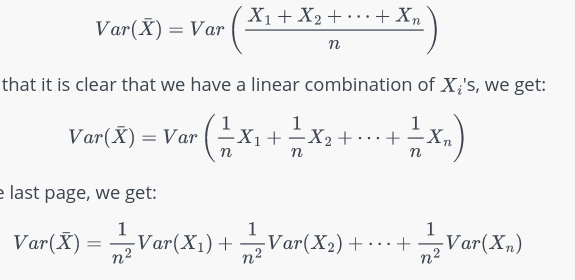 Var(X̄) = Var((X₁ + X₂ + ⋯ + Xₙ)/n)
that it is clear that we have a linear combination of Xᵢ's, we get:
Var(X̄) = Var(1/n X₁ + 1/n X₂ + ⋯ + 1/n Xₙ)
last page, we get:
Var(X̄) = 1/n² Var(X₁) + 1/n² Var(X₂) + ⋯ + 1/n² Var(Xₙ)